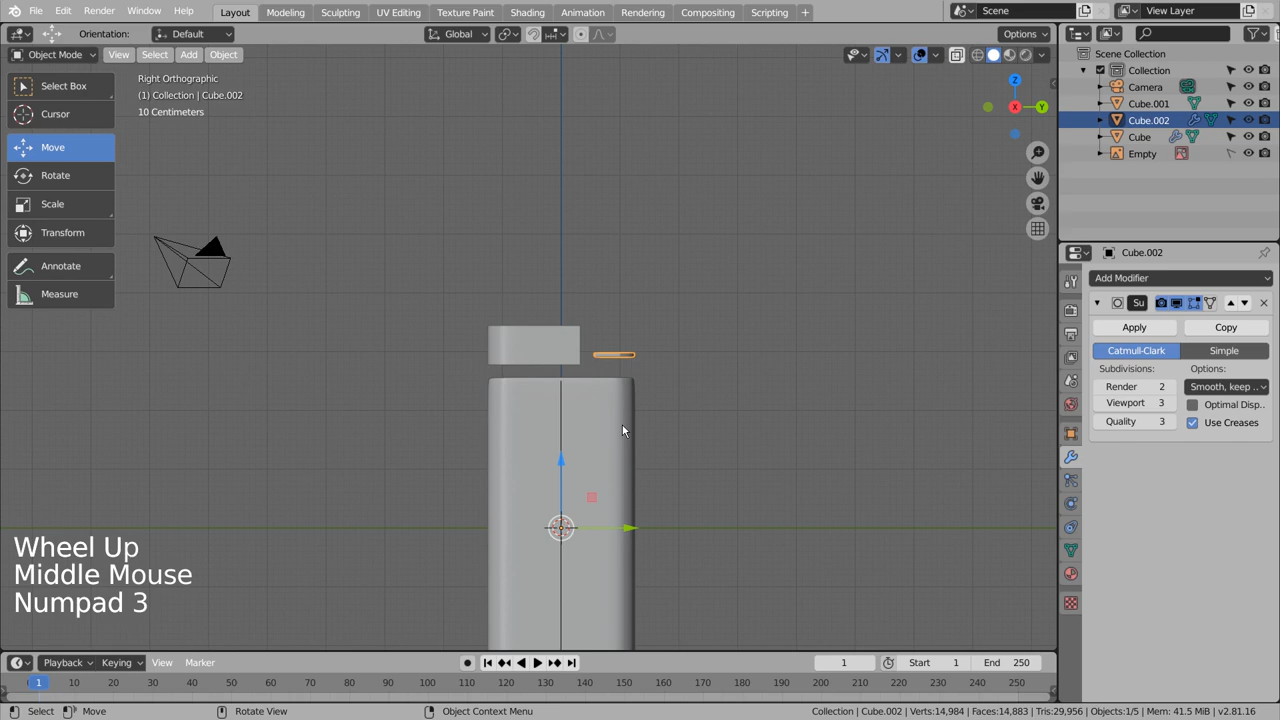 File Edit Render Window Help Layout Modeling Sculpting UV Editing Texture Paint Shading Animation Rendering Compositing Scripting + Scene View Layer
Orientation: Default Global Options
Object Mode View Select Add Object
Scene Collection
Collection
Camera
Cube.001
Cube.002
Cube
Empty
Right Orthographic
(1) Collection | Cube.002
10 Centimeters
Z
X
Y
Select Box
Cursor
Move
Rotate
Scale
Transform
Annotate
Measure
Cube.002
Add Modifier
Su
Apply Copy
Catmull-Clark Simple
Subdivisions: Options:
Render 2 Smooth, keep ..
Viewport 3 Optimal Disp..
Quality 3 Use Creases
Wheel Up
Middle Mouse
Numpad 3
Playback Keying View Marker 1 Start 1 End 250
1 10 20 30 40 50 60 70 80 90 100 110 120 130 140 150 160 170 180 190 200 210 220 230 240 250
Select Move Rotate View Object Context Menu Collection | Cube.002 | Verts:14,984 | Faces:14,883 | Tris:29,956 | Objects:1/5 | Mem: 41.5 MiB | v2.81.16